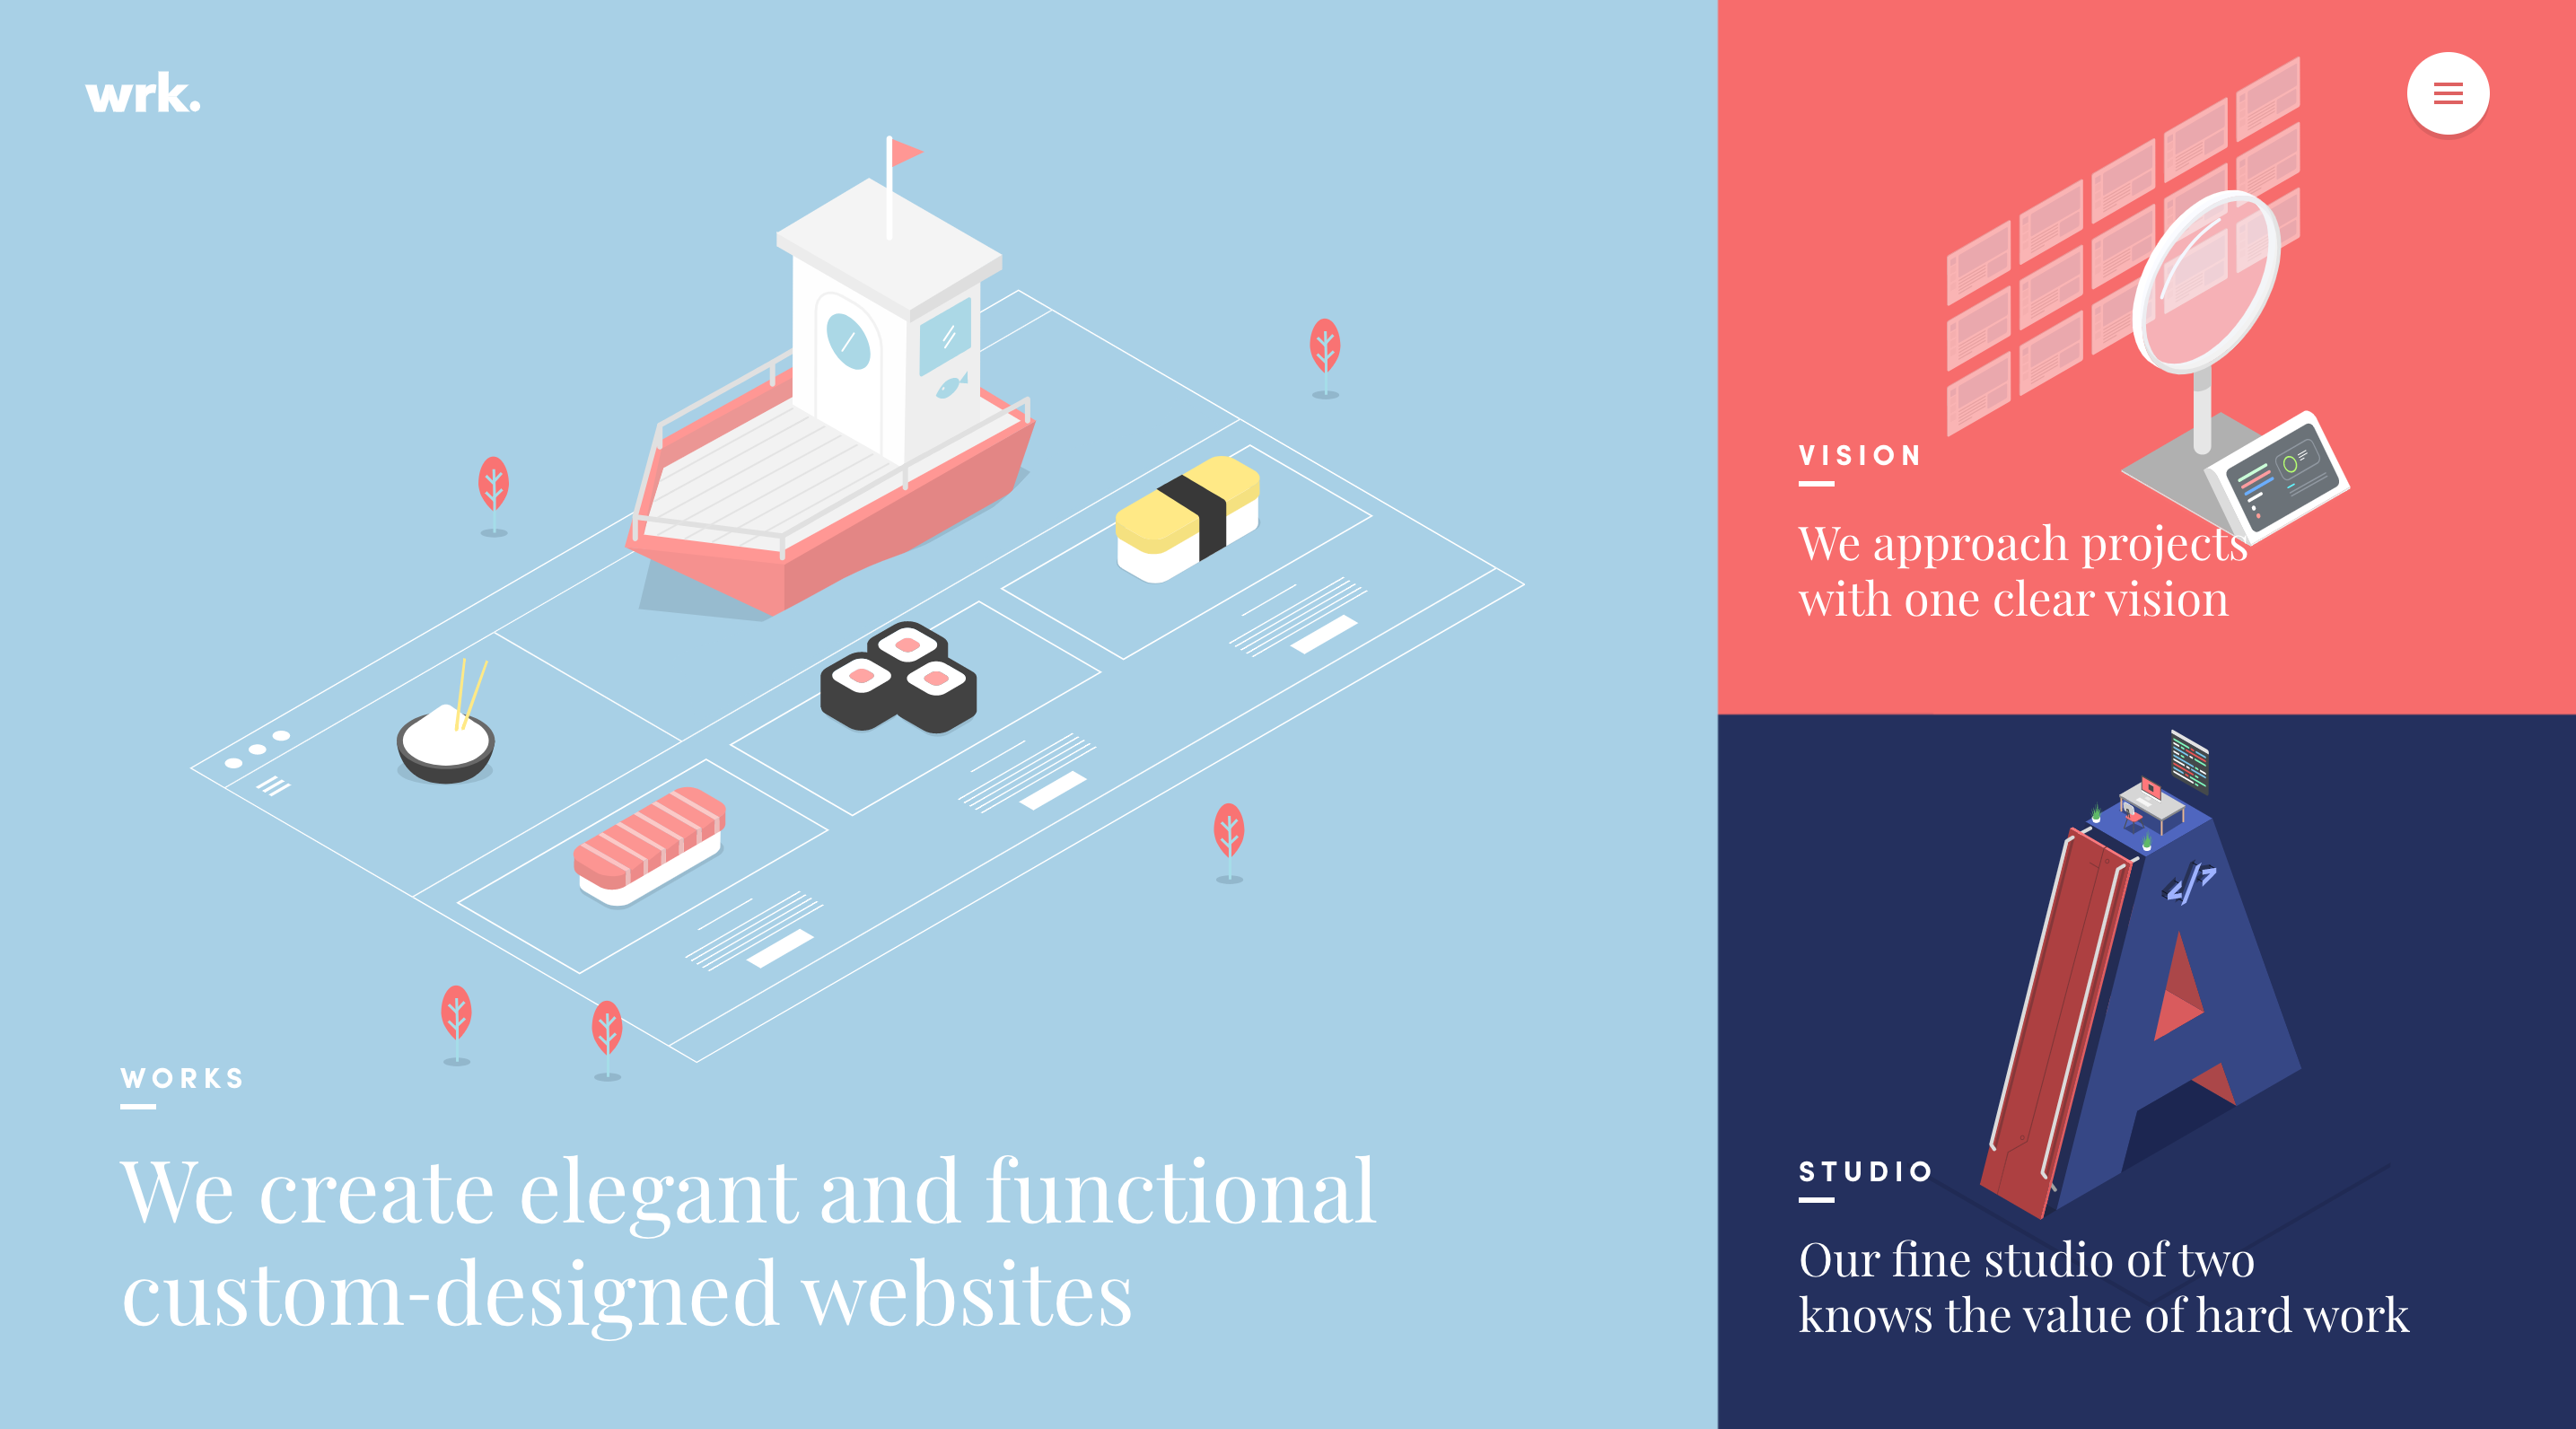 wrk.
WORKS
We create elegant and functional
custom-designed websites
VISION
We approach projects
with one clear vision
</>
STUDIO
Our fine studio of two
knows the value of hard work